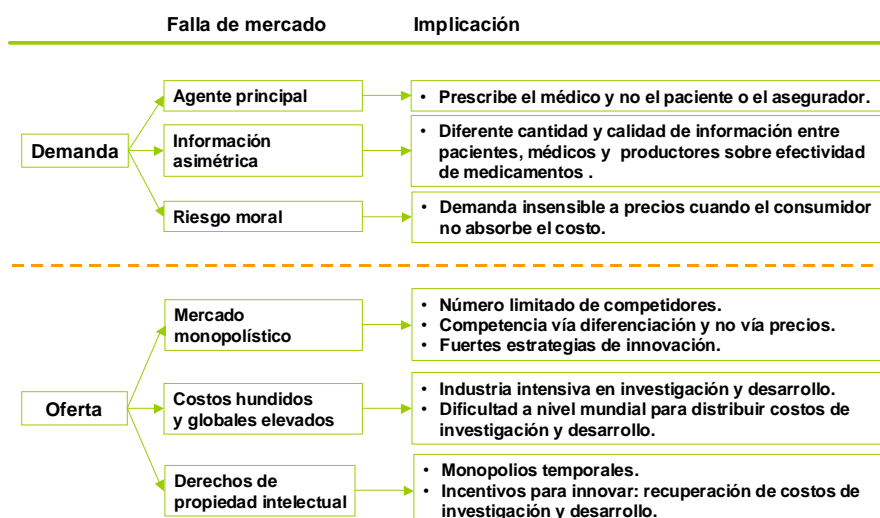 Falla de mercado
Implicación
Demanda
Agente principal
• Prescribe el médico y no el paciente o el asegurador.
Información
asimétrica
• Diferente cantidad y calidad de información entre
pacientes, médicos y productores sobre efectividad
de medicamentos .
Riesgo moral
• Demanda insensible a precios cuando el consumidor
no absorbe el costo.
Oferta
Mercado
monopolístico
• Número limitado de competidores.
• Competencia vía diferenciación y no vía precios.
• Fuertes estrategias de innovación.
Costos hundidos
y globales elevados
• Industria intensiva en investigación y desarrollo.
• Dificultad a nivel mundial para distribuir costos de
investigación y desarrollo.
Derechos de
propiedad intelectual
• Monopolios temporales.
• Incentivos para innovar: recuperación de costos de
investigación y desarrollo.